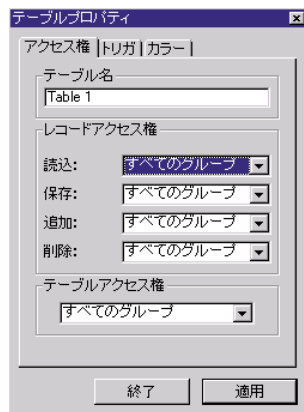 テーブルプロパティ
アクセス権 トリガ カラー
テーブル名
Table 1
レコードアクセス権
読込: すべてのグループ
保存: すべてのグループ
追加: すべてのグループ
削除: すべてのグループ
テーブルアクセス権
すべてのグループ
終了 適用